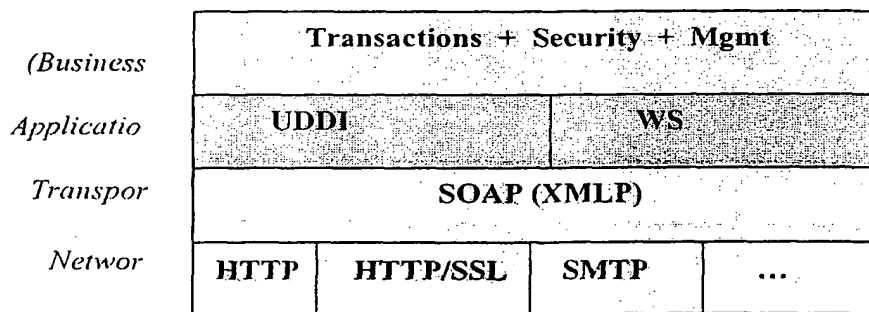 Transactions + Security + Mgmt
(Business
Applicatio UDDI WS
Transpor SOAP (XMLP)
Networ HTTP HTTP/SSL SMTP ...